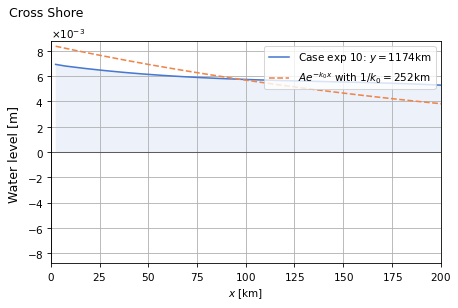 Cross Shore
×10⁻³
8
6
4
2
0
−2
−4
−6
−8
Water level [m]
Case exp 10: y = 1174km
Ae^{−k₀x} with 1/k₀ = 252km
0 25 50 75 100 125 150 175 200
x [km]